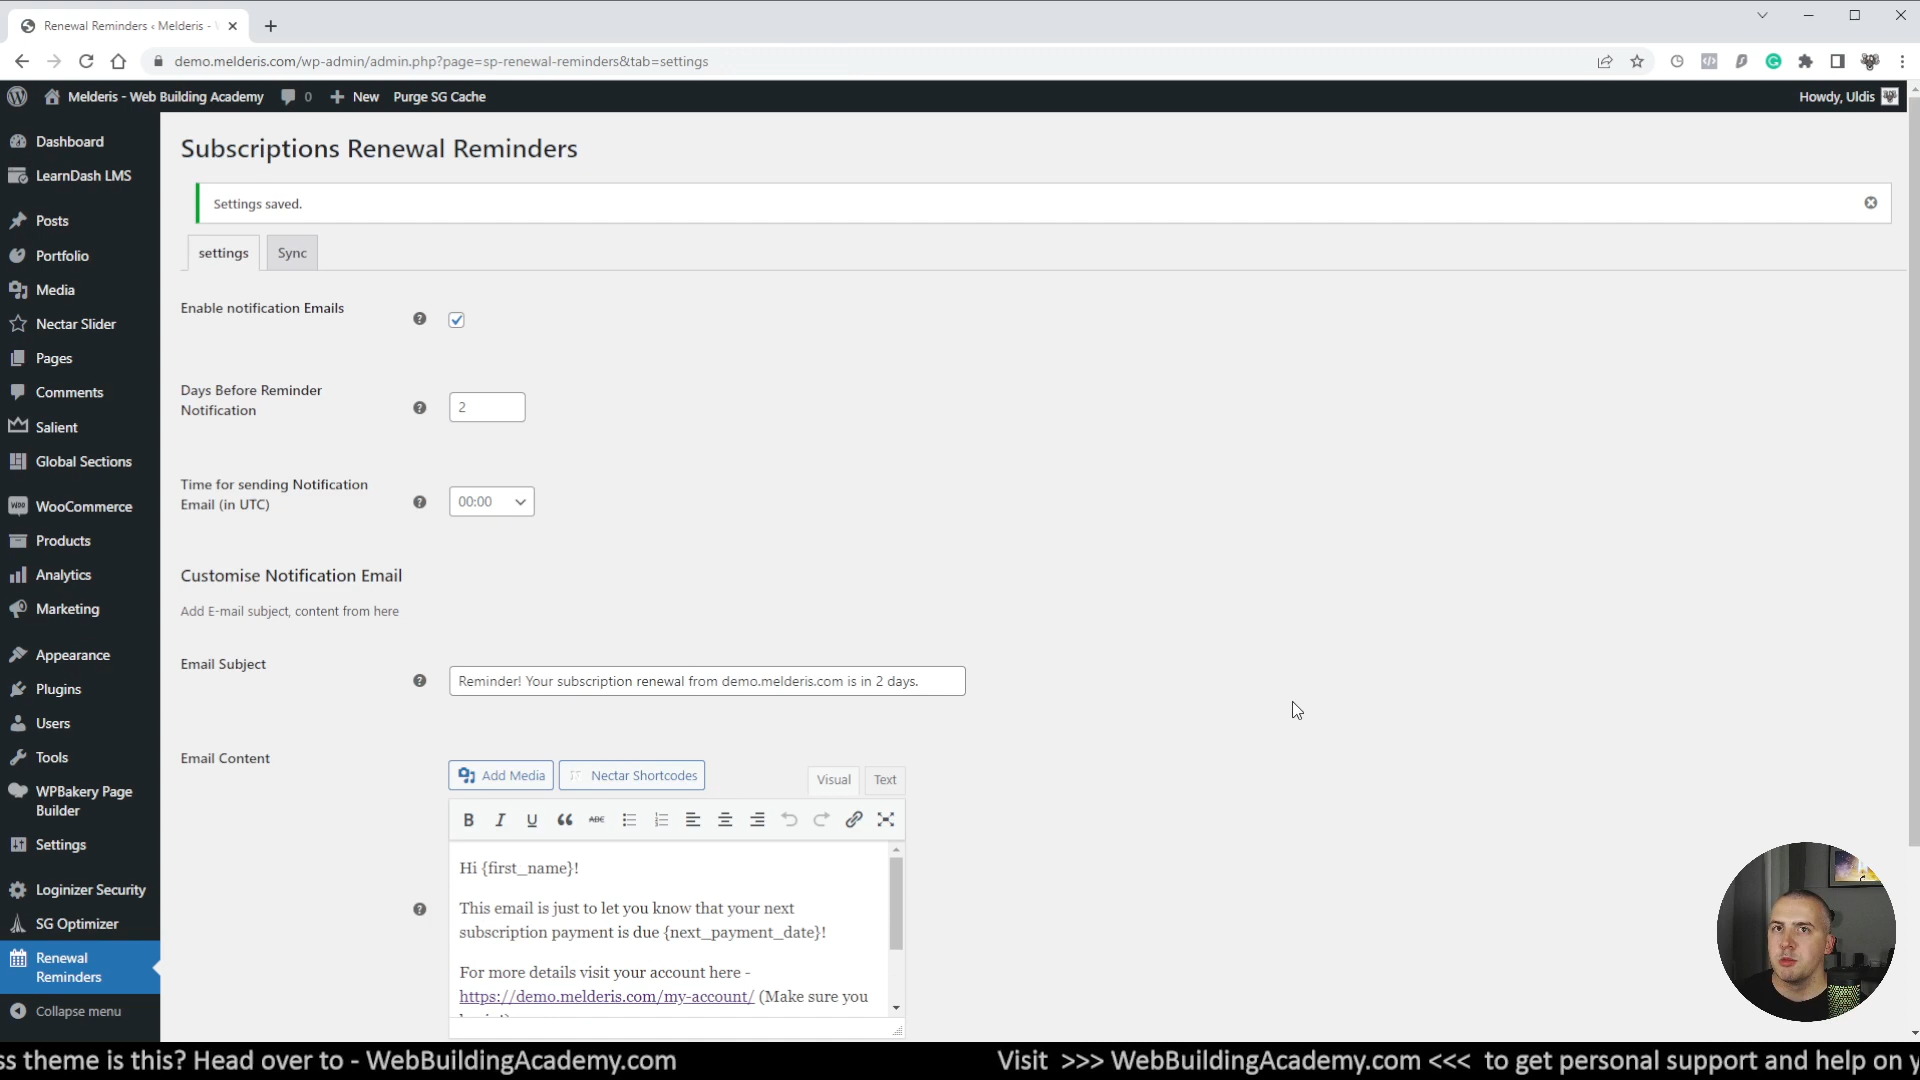 Renewal Reminders ‹ Melderis -
demo.melderis.com/wp-admin/admin.php?page=sp-renewal-reminders&tab=settings
Melderis - Web Building Academy
0
New
Purge SG Cache
Howdy, Uldis
Dashboard
LearnDash LMS
Posts
Portfolio
Media
Nectar Slider
Pages
Comments
Salient
Global Sections
WooCommerce
Products
Analytics
Marketing
Appearance
Plugins
Users
Tools
WPBakery Page
Builder
Settings
Loginizer Security
SG Optimizer
Renewal
Reminders
Collapse menu
Subscriptions Renewal Reminders
Settings saved.
settings
Sync
Enable notification Emails
Days Before Reminder
Notification
2
Time for sending Notification
Email (in UTC)
00:00
Customise Notification Email
Add E-mail subject, content from here
Email Subject
Reminder! Your subscription renewal from demo.melderis.com is in 2 days.
Email Content
Add Media
Nectar Shortcodes
Visual
Text
B I U ABC
Hi {first_name}!
This email is just to let you know that your next
subscription payment is due {next_payment_date}!
For more details visit your account here -
https://demo.melderis.com/my-account/ (Make sure you
ss theme is this? Head over to - WebBuildingAcademy.com
Visit >>> WebBuildingAcademy.com <<< to get personal support and help on y